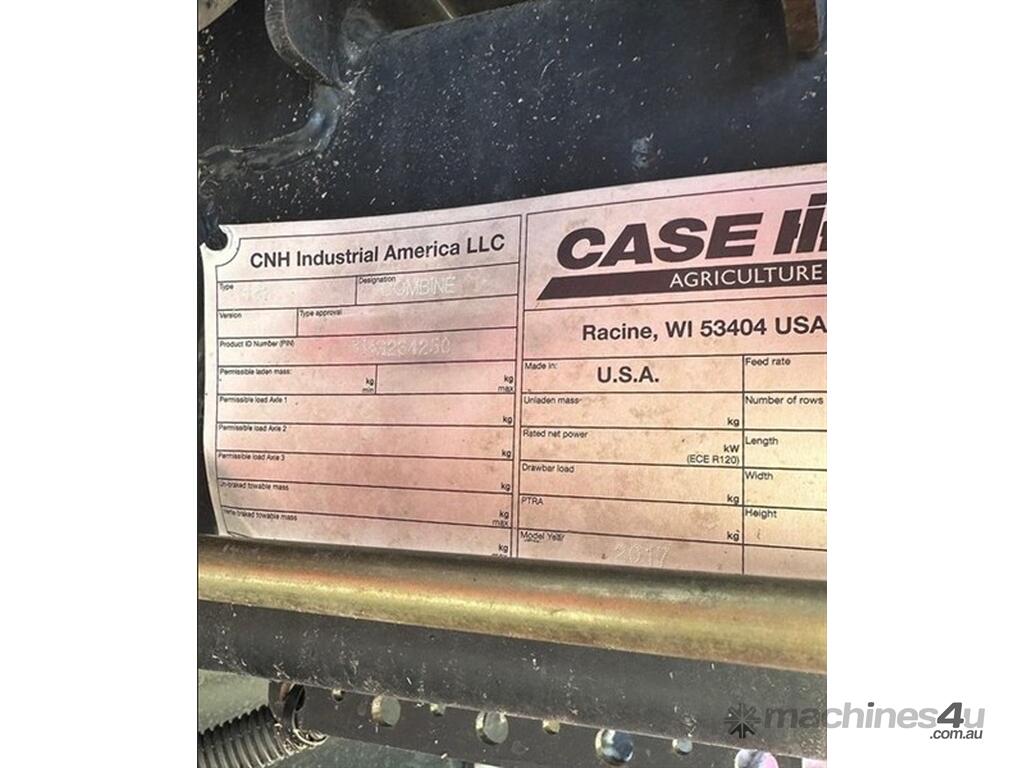 CNH Industrial America LLC
Type
Designation COMBINE
Version
Type approval
Product ID Number (PIN)
Permissible laden mass:
kg
min
kg
max
Permissible load Axle 1
kg
Permissible load Axle 2
kg
Permissible load Axle 3
kg
Un-braked towable mass
kg
max
Inertia-braked towable mass
kg
CASE IH
AGRICULTURE
Racine, WI 53404 USA
Made in:
U.S.A.
Unladen mass
kg
Rated net power
kW
(ECE R120)
Drawbar load
kg
PTRA
kg
Model Year
2017
Feed rate
Number of rows
Length
Width
Height
machines4u
.com.au